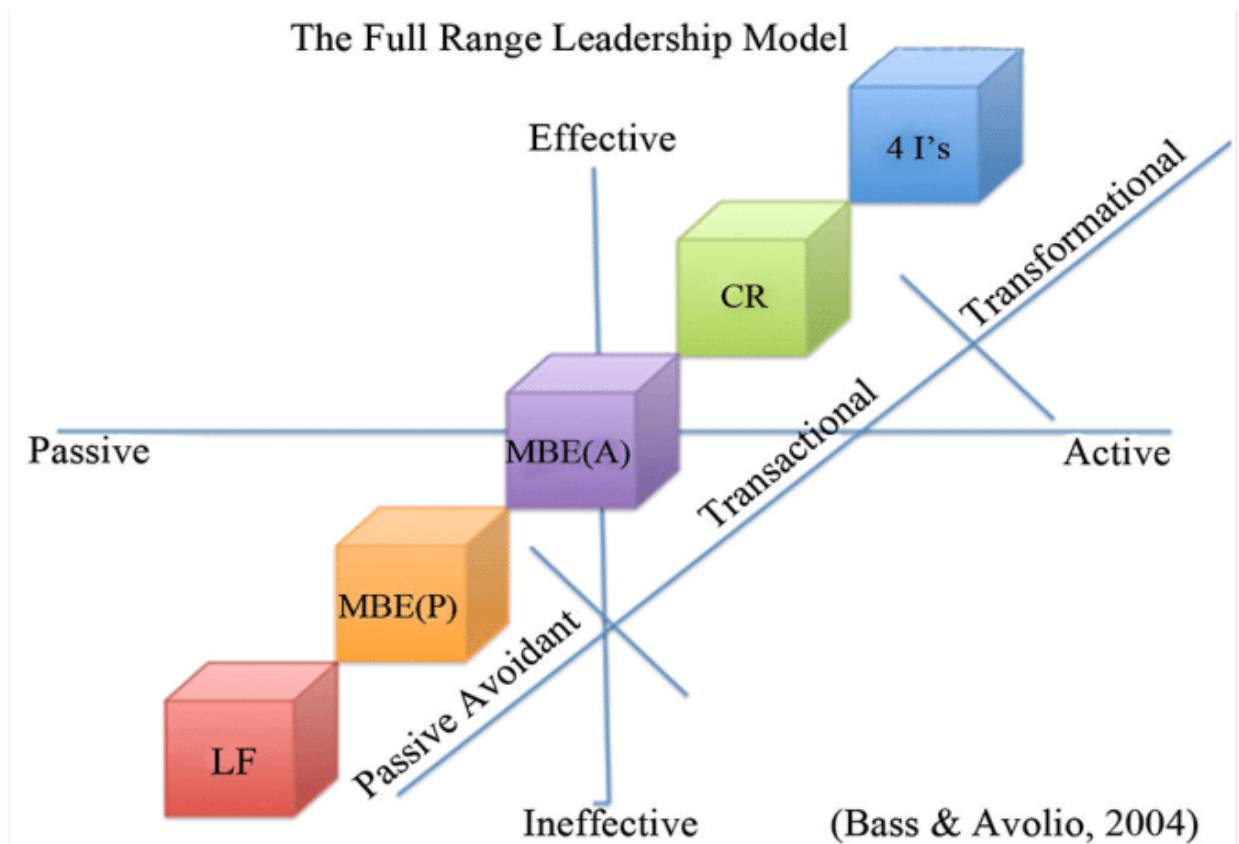 The Full Range Leadership Model
Effective
4 I's
CR
Transformational
MBE(A)
Passive
Active
Transactional
MBE(P)
Passive Avoidant
LF
Ineffective
(Bass & Avolio, 2004)